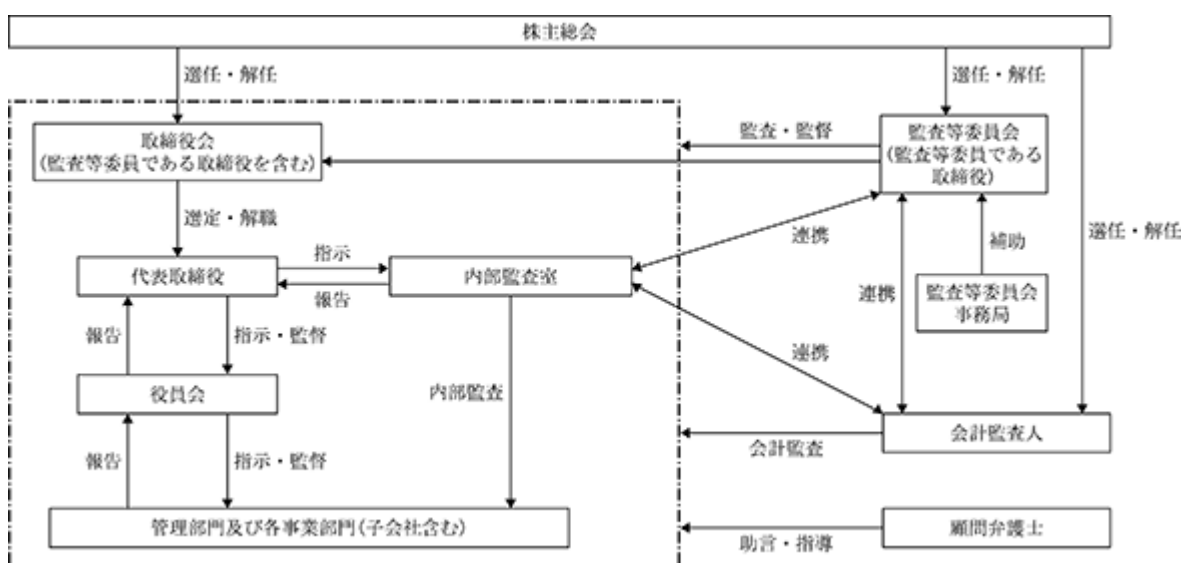 株主総会
選任・解任
選任・解任
取締役会
(監査等委員である取締役を含む)
監査・監督
監査等委員会
(監査等委員である
取締役)
選定・解職
連携
補助
選任・解任
指示
代表取締役
内部監査室
報告
連携
監査等委員会
事務局
報告
指示・監督
連携
役員会
内部監査
会計監査人
会計監査
報告
指示・監督
管理部門及び各事業部門(子会社含む)
顧問弁護士
助言・指導